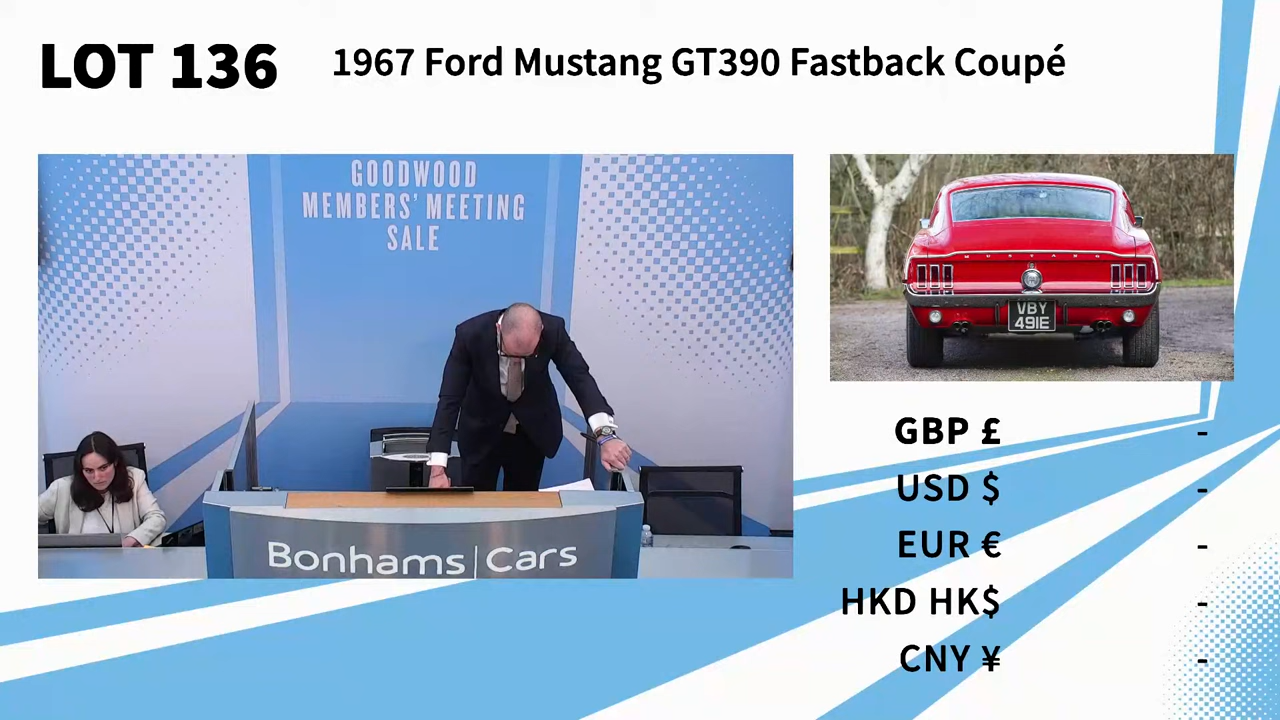 LOT 136
1967 Ford Mustang GT390 Fastback Coupé
GOODWOOD
MEMBERS' MEETING
SALE
Bonhams|Cars
MUSTANG
VBY
491E
GBP £ -
USD $ -
EUR € -
HKD HK$ -
CNY ¥ -